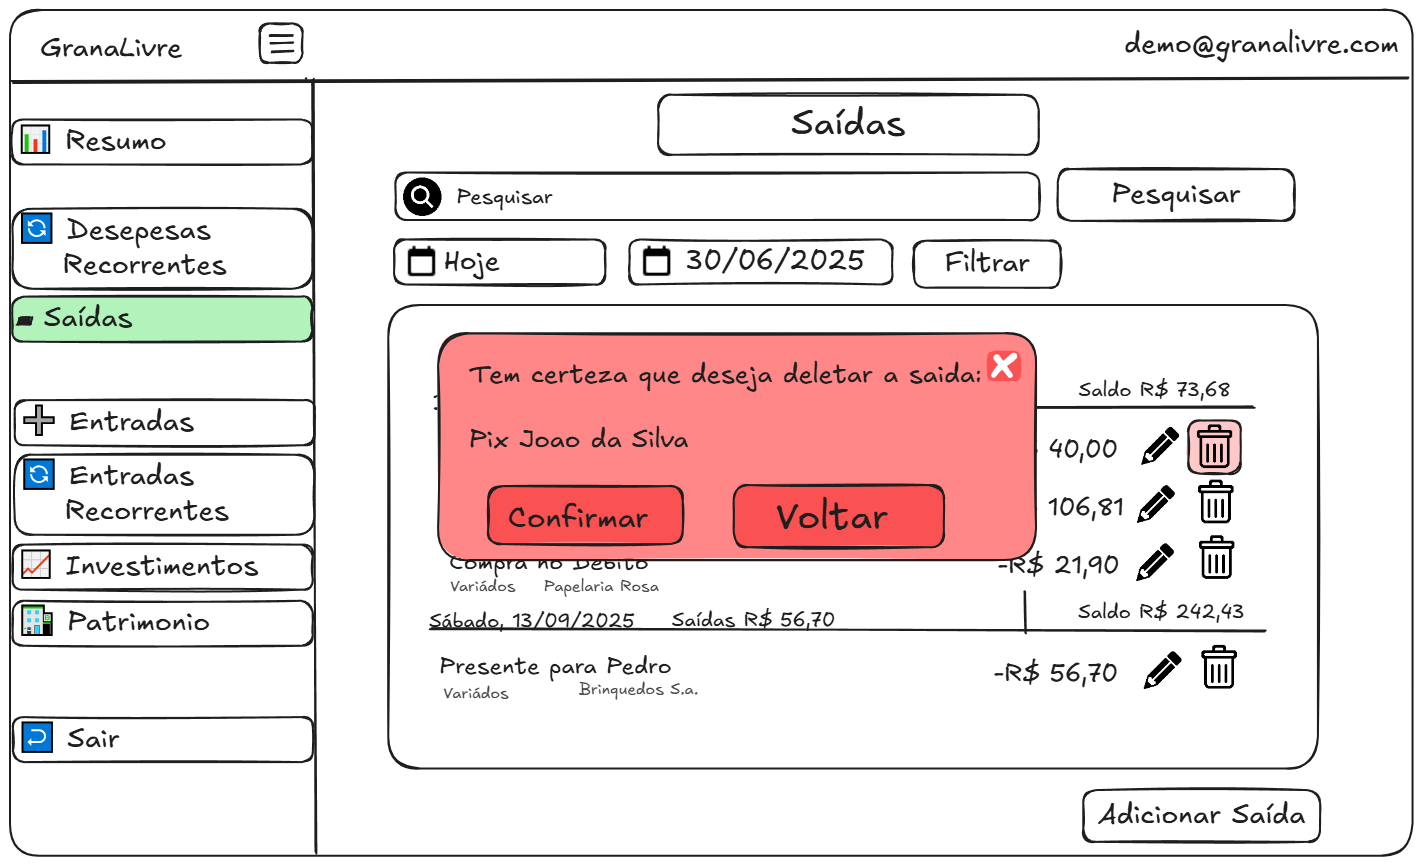 GranaLivre
demo@granalivre.com
Resumo
Desepesas
Recorrentes
Saídas
Entradas
Entradas
Recorrentes
Investimentos
Patrimonio
Sair
Saídas
Pesquisar
Pesquisar
Hoje
30/06/2025
Filtrar
Tem certeza que deseja deletar a saida:
Pix Joao da Silva
Confirmar
Voltar
Saldo R$ 73,68
40,00
106,81
Compra no Débito
-R$ 21,90
Variádos Papelaria Rosa
Sábado, 13/09/2025 Saídas R$ 56,70 Saldo R$ 242,43
Presente para Pedro
-R$ 56,70
Variádos Brinquedos S.a.
Adicionar Saída